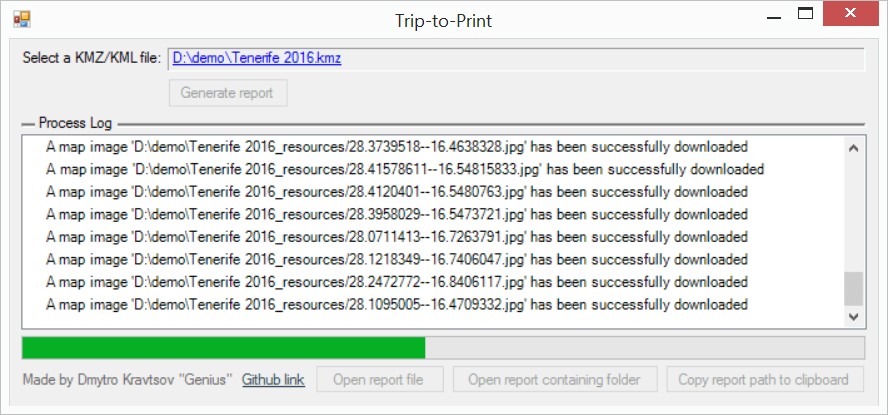 Trip-to-Print
Select a KMZ/KML file: D:\demo\Tenerife 2016.kmz
Generate report
Process Log
A map image 'D:\demo\Tenerife 2016_resources/28.3739518--16.4638328.jpg' has been successfully downloaded
A map image 'D:\demo\Tenerife 2016_resources/28.41578611--16.54815833.jpg' has been successfully downloaded
A map image 'D:\demo\Tenerife 2016_resources/28.4120401--16.5480763.jpg' has been successfully downloaded
A map image 'D:\demo\Tenerife 2016_resources/28.3958029--16.5473721.jpg' has been successfully downloaded
A map image 'D:\demo\Tenerife 2016_resources/28.0711413--16.7263791.jpg' has been successfully downloaded
A map image 'D:\demo\Tenerife 2016_resources/28.1218349--16.7406047.jpg' has been successfully downloaded
A map image 'D:\demo\Tenerife 2016_resources/28.2472772--16.8406117.jpg' has been successfully downloaded
A map image 'D:\demo\Tenerife 2016_resources/28.1095005--16.4709332.jpg' has been successfully downloaded
Made by Dmytro Kravtsov "Genius" Github link Open report file Open report containing folder Copy report path to clipboard